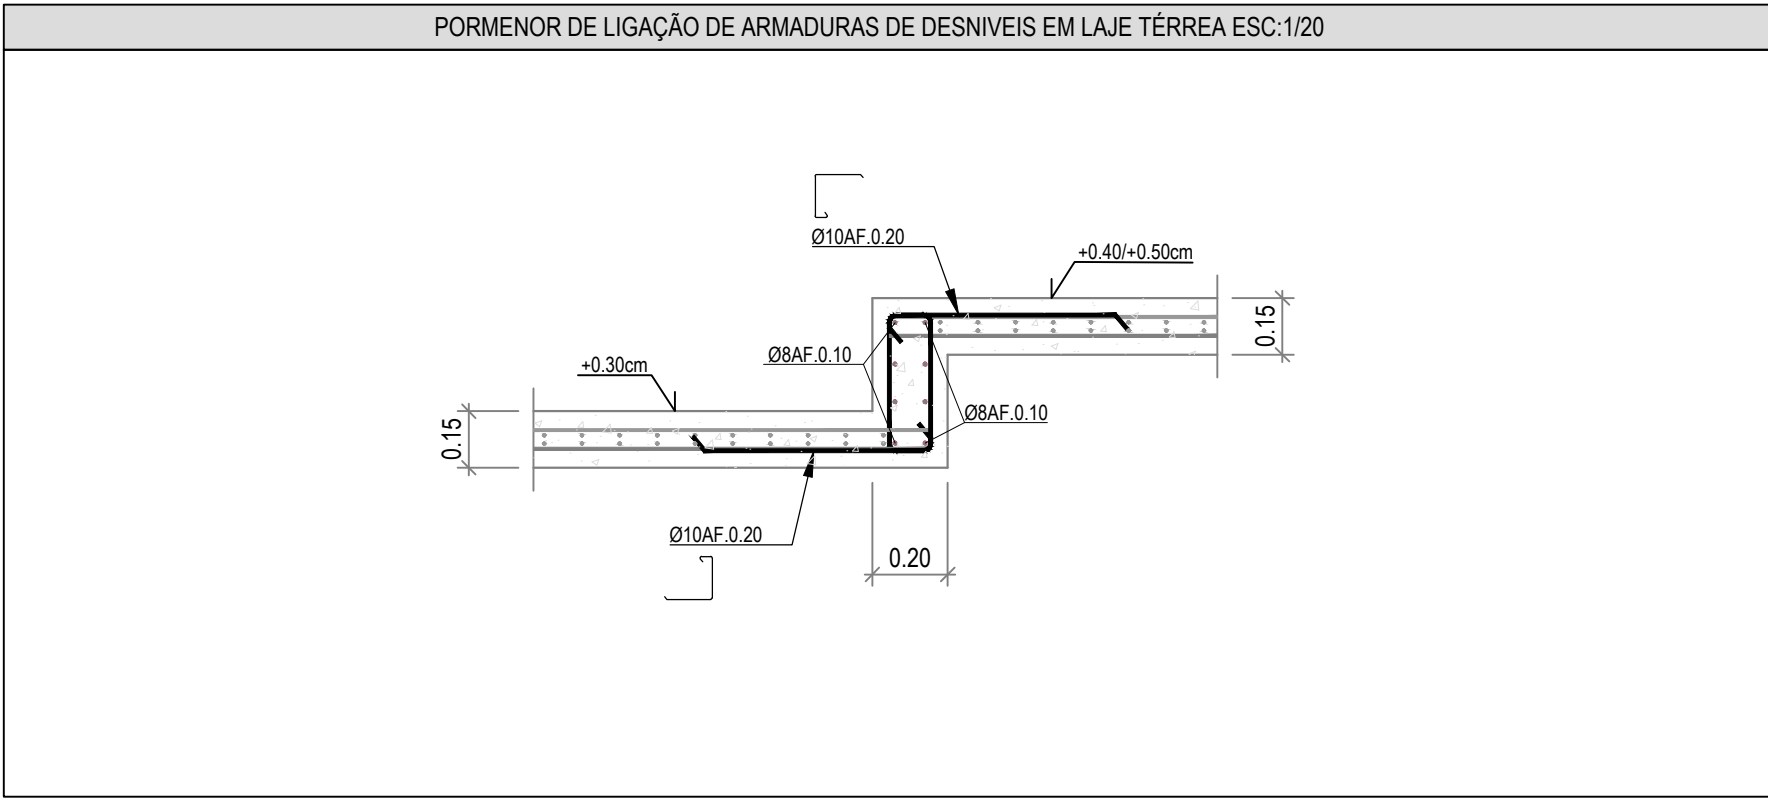 PORMENOR DE LIGAÇÃO DE ARMADURAS DE DESNIVEIS EM LAJE TÉRREA ESC:1/20
Ø10AF.0.20
+0.40/+0.50cm
0.15
Ø8AF.0.10
+0.30cm
Ø8AF.0.10
0.15
Ø10AF.0.20
0.20